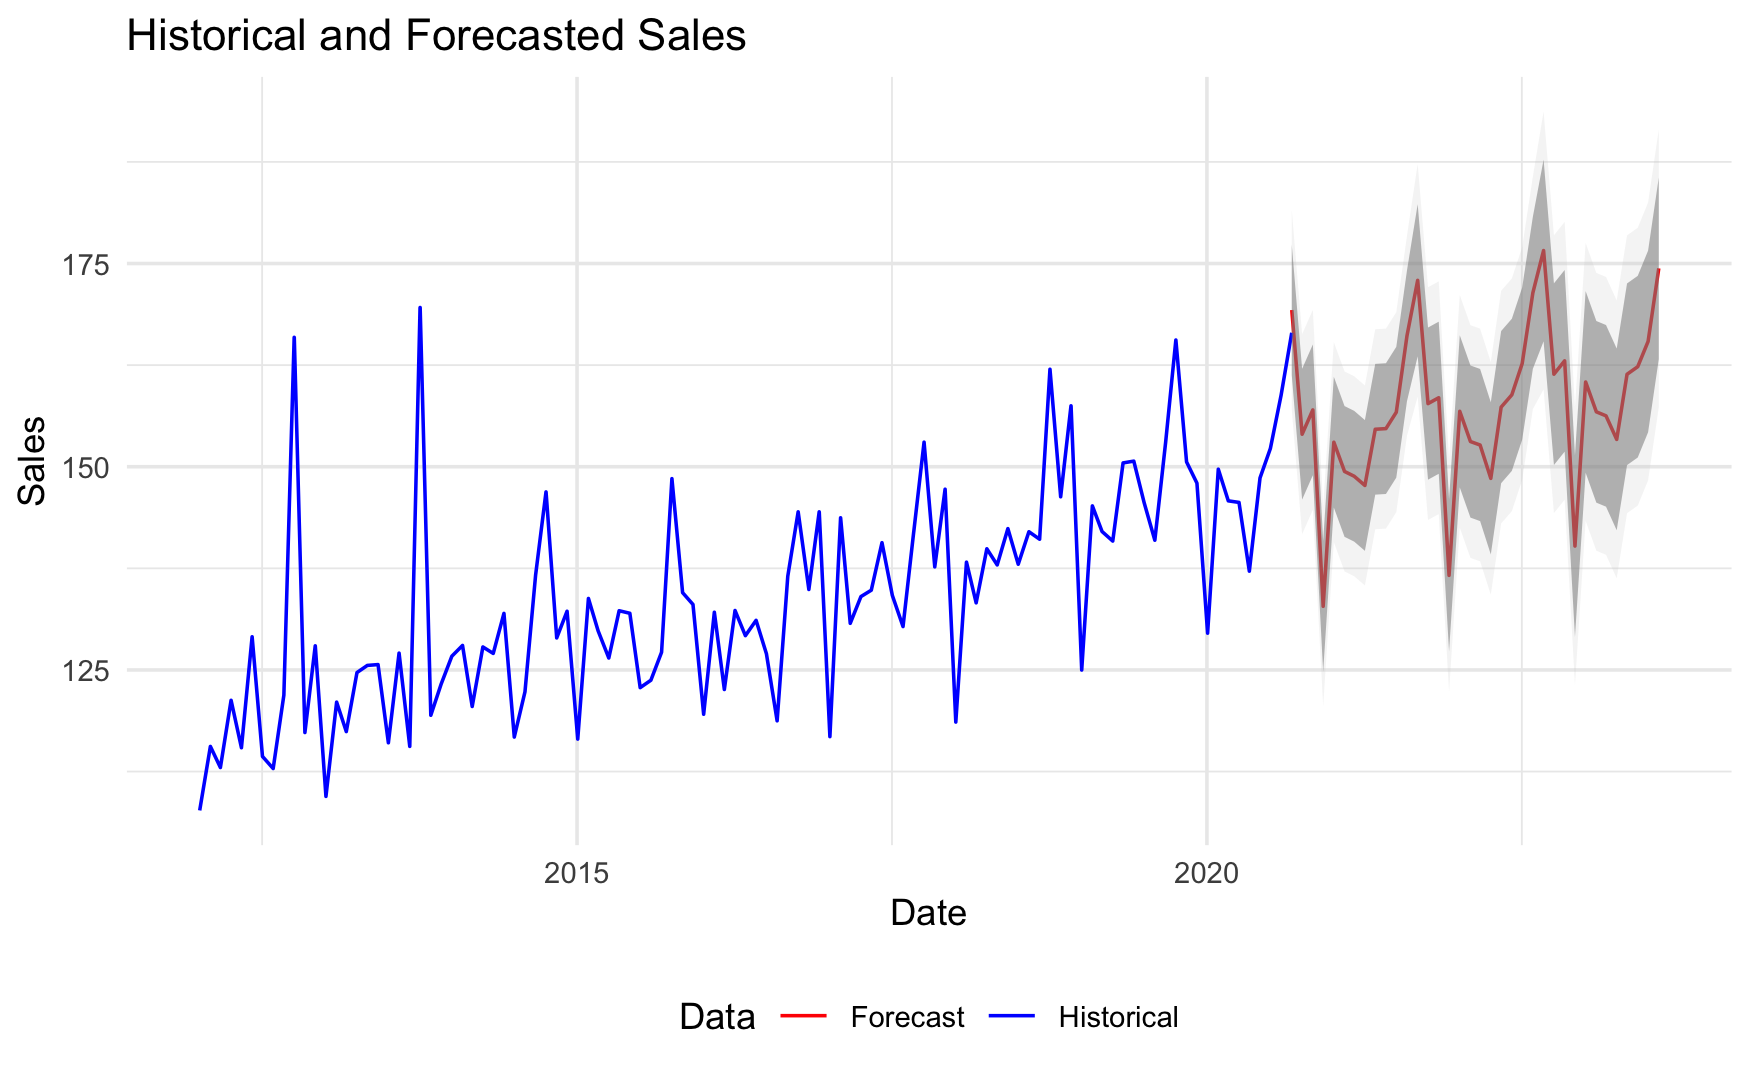 Historical and Forecasted Sales
175
150
125
Sales
2015 2020
Date
Data Forecast Historical